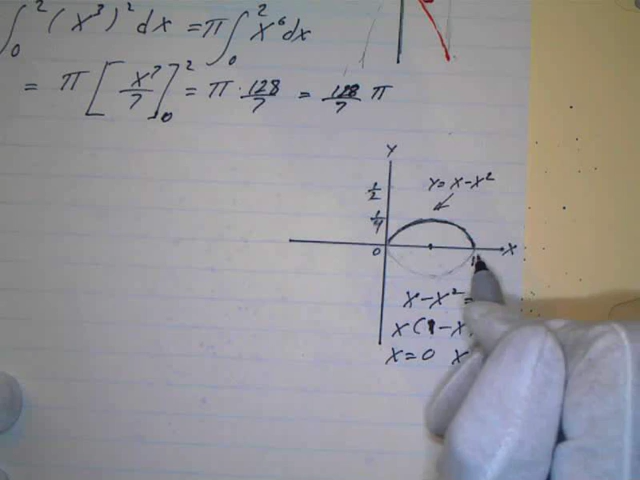 ∫₀² (x³)² dx = π ∫₀² x⁶ dx
= π [x⁷/7]₀² = π · 128/7 = 128/7 π
Y
1/2
Y = X - X²
1/4
0
1
X
X - X² =
X(1 - X
X = 0 X